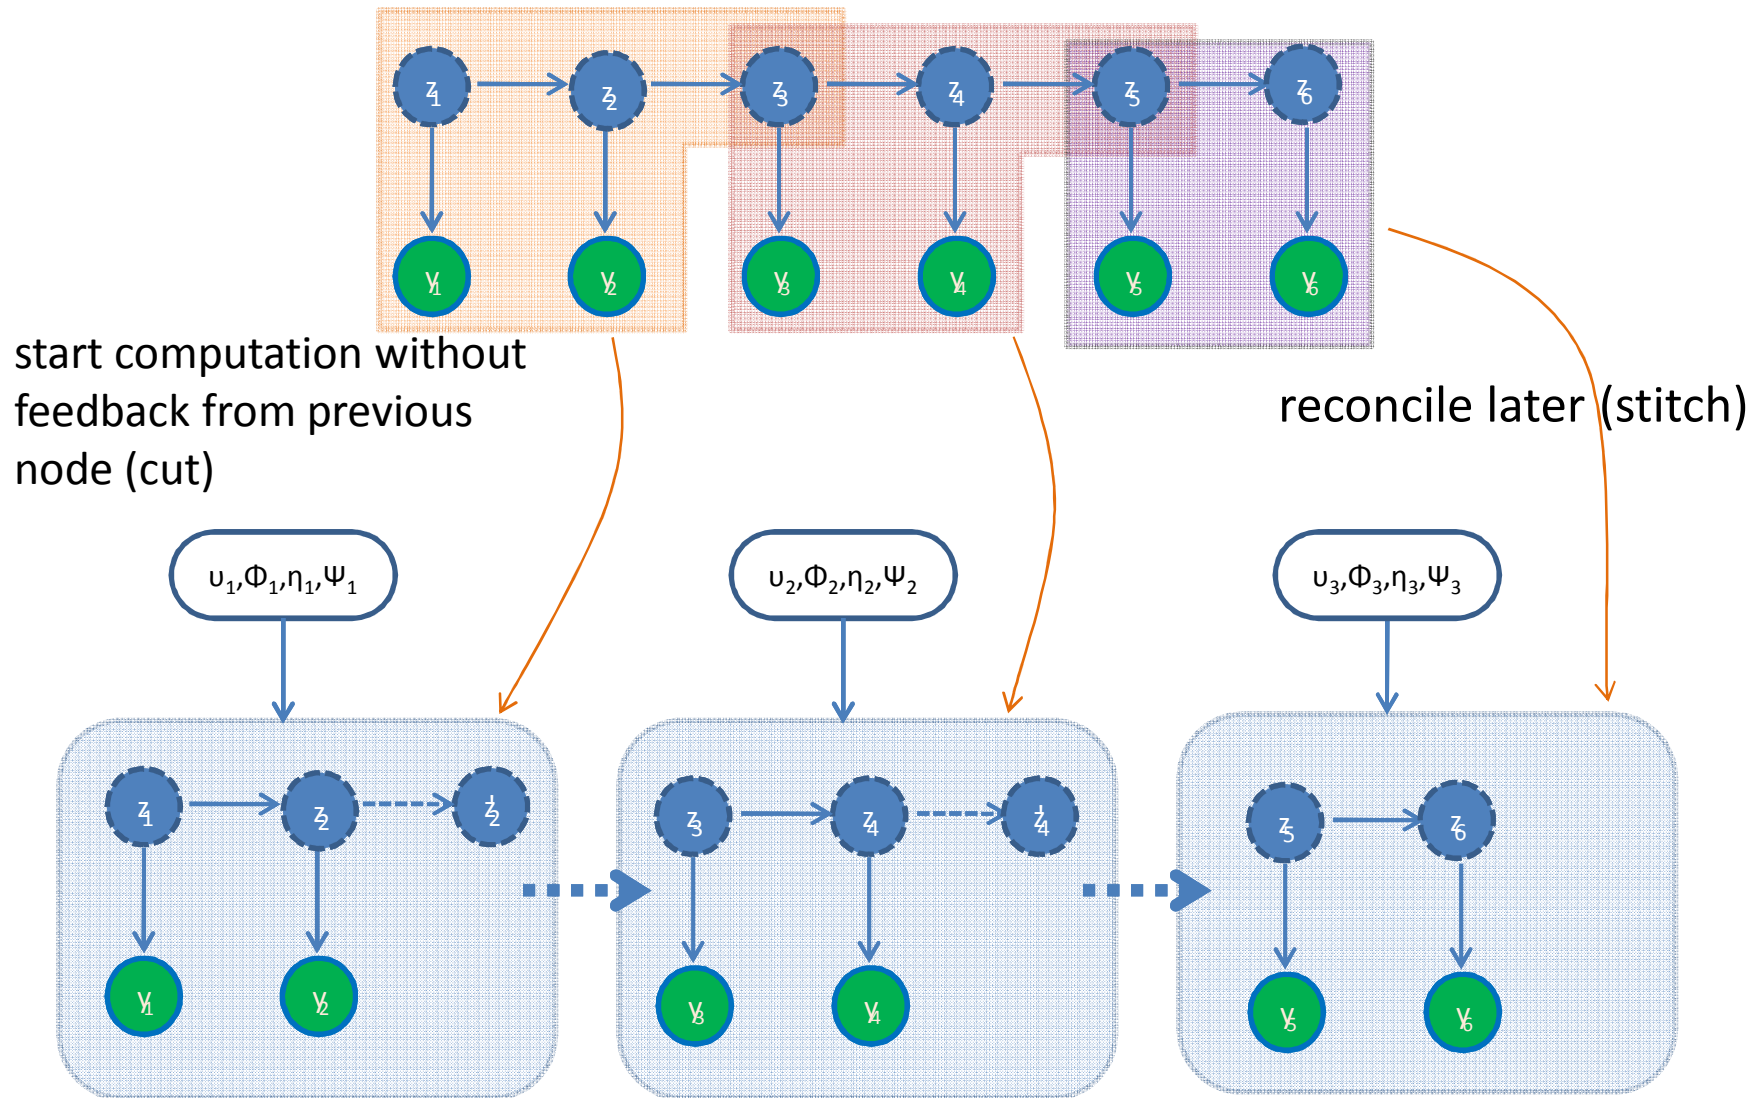 z1 z2 z3 z4 z5 z6
y1 y2 y3 y4 y5 y6
start computation without
feedback from previous
node (cut)
reconcile later (stitch)
υ₁,Φ₁,η₁,Ψ₁
υ₂,Φ₂,η₂,Ψ₂
υ₃,Φ₃,η₃,Ψ₃
z1 z2 z'2
z3 z4 z'4
z5 z6
y1 y2
y3 y4
y5 y6